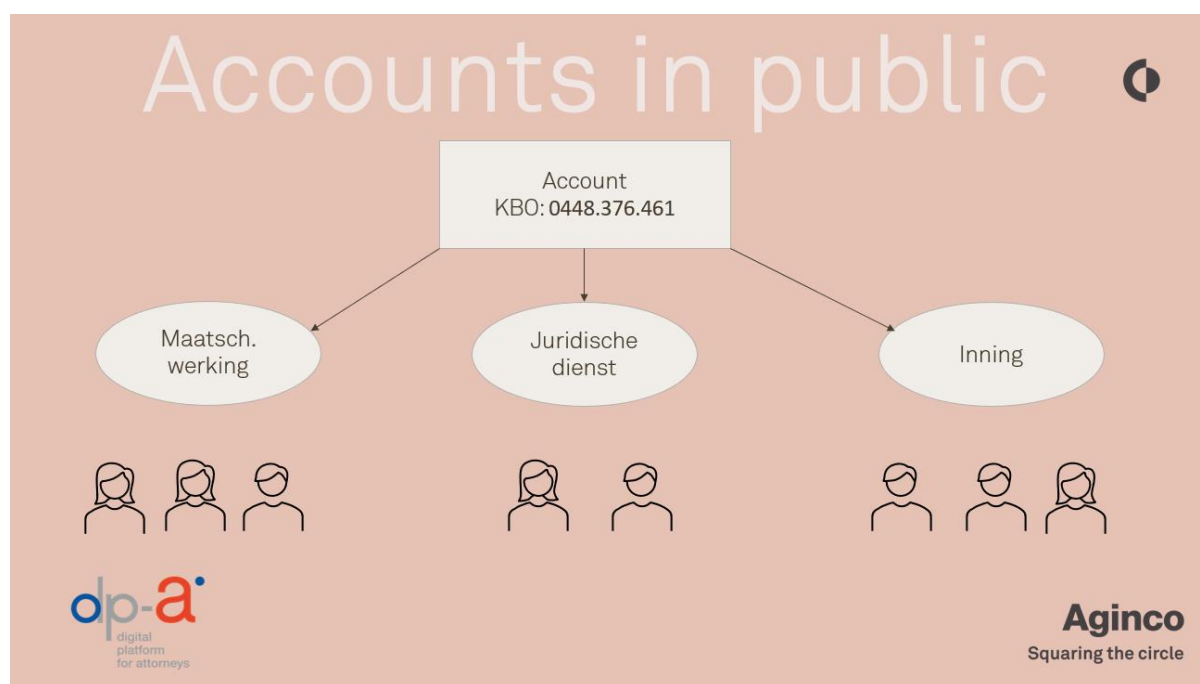 Accounts in public
Account
KBO: 0448.376.461
Maatsch.
werking
Juridische
dienst
Inning
dp-a
digital
platform
for attorneys
Aginco
Squaring the circle